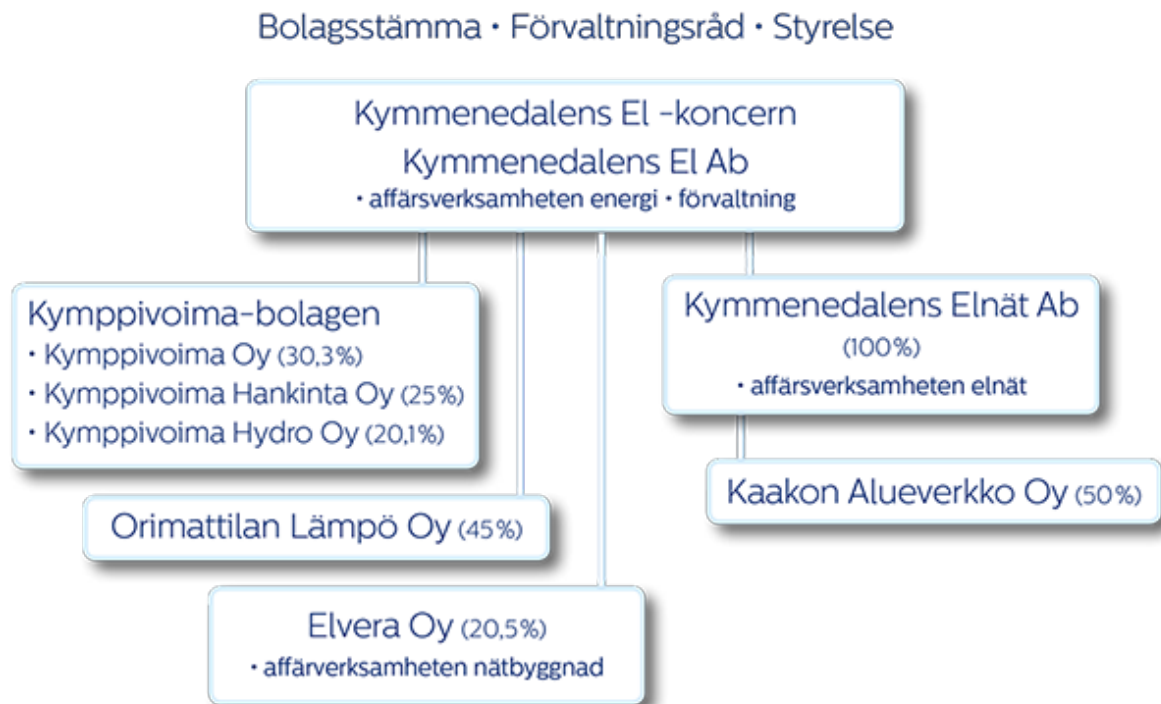 Bolagsstämma · Förvaltningsråd · Styrelse
Kymmenedalens El -koncern
Kymmenedalens El Ab
· affärsverksamheten energi · förvaltning
Kymppivoima-bolagen
· Kymppivoima Oy (30,3%)
· Kymppivoima Hankinta Oy (25%)
· Kymppivoima Hydro Oy (20,1%)
Kymmenedalens Elnät Ab
(100%)
· affärsverksamheten elnät
Kaakon Alueverkko Oy (50%)
Orimattilan Lämpö Oy (45%)
Elvera Oy (20,5%)
· affärverksamheten nätbyggnad